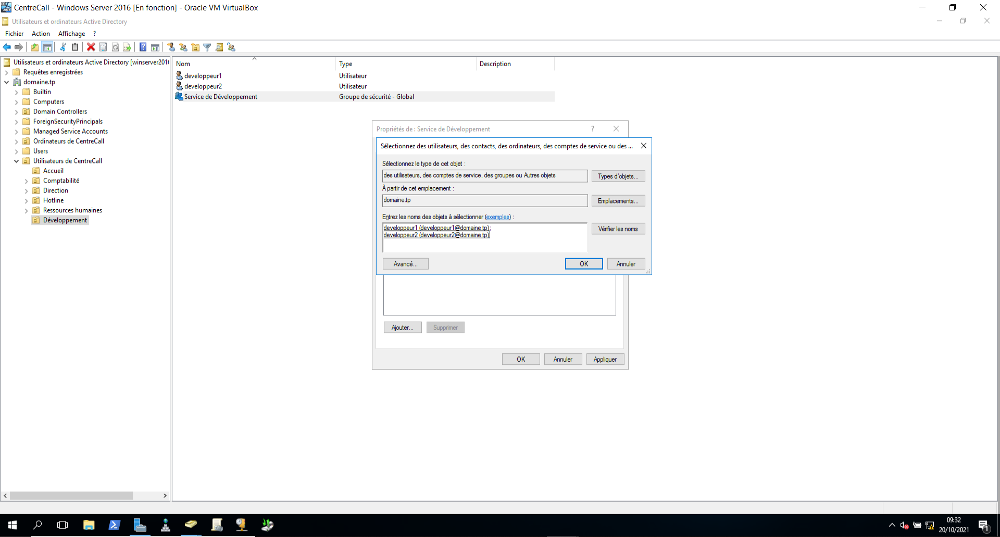 CentreCall - Windows Server 2016 [En fonction] - Oracle VM VirtualBox
Utilisateurs et ordinateurs Active Directory
Fichier Action Affichage ?
Utilisateurs et ordinateurs Active Directory [winserver2016
Requêtes enregistrées
domaine.tp
Builtin
Computers
Domain Controllers
ForeignSecurityPrincipals
Managed Service Accounts
Ordinateurs de CentreCall
Users
Utilisateurs de CentreCall
Accueil
Comptabilité
Direction
Hotline
Ressources humaines
Développement
Nom Type Description
developpeur1 Utilisateur
developpeur2 Utilisateur
Service de Développement Groupe de sécurité - Global
Propriétés de : Service de Développement ?
Sélectionnez des utilisateurs, des contacts, des ordinateurs, des comptes de service ou des ...
Sélectionnez le type de cet objet :
des utilisateurs, des comptes de service, des groupes ou Autres objets Types d'objets...
À partir de cet emplacement :
domaine.tp Emplacements...
Entrez les noms des objets à sélectionner (exemples) :
developpeur1 (developpeur1@domaine.tp); Vérifier les noms
developpeur2 (developpeur2@domaine.tp)
Avancé... OK Annuler
Ajouter... Supprimer
OK Annuler Appliquer
09:32
20/10/2021
1